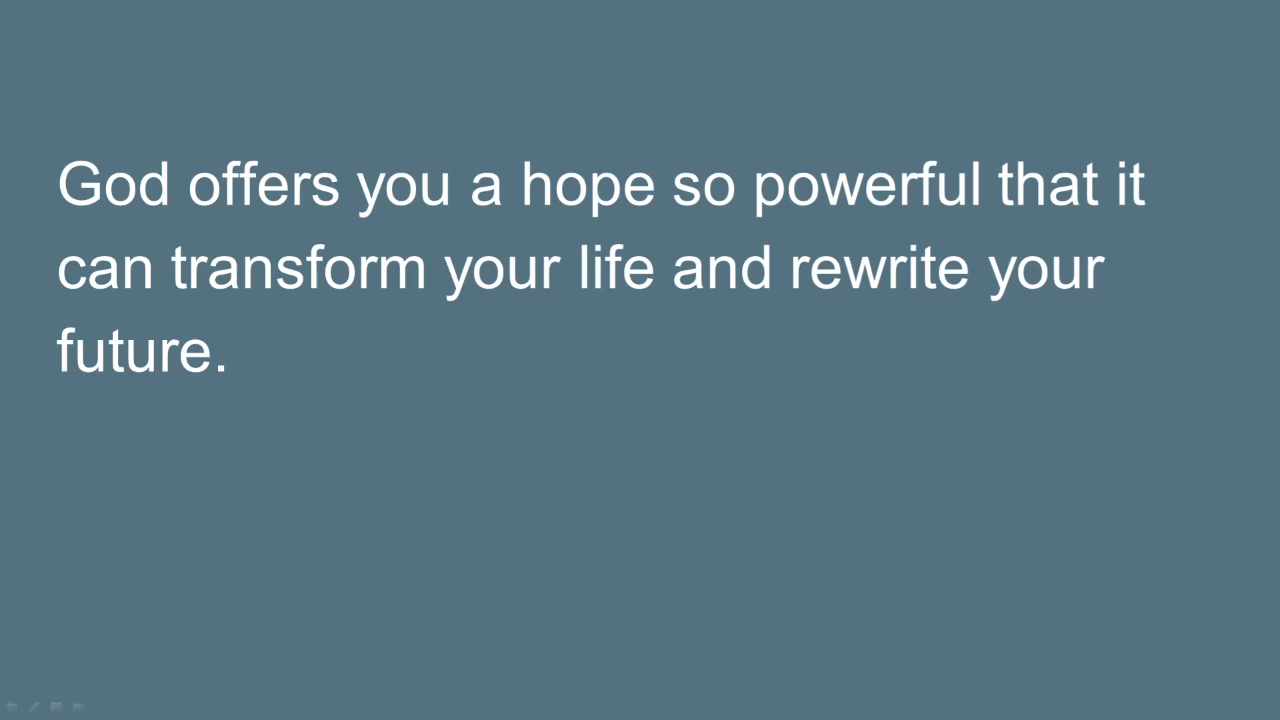 God offers you a hope so powerful that it
can transform your life and rewrite your
future.